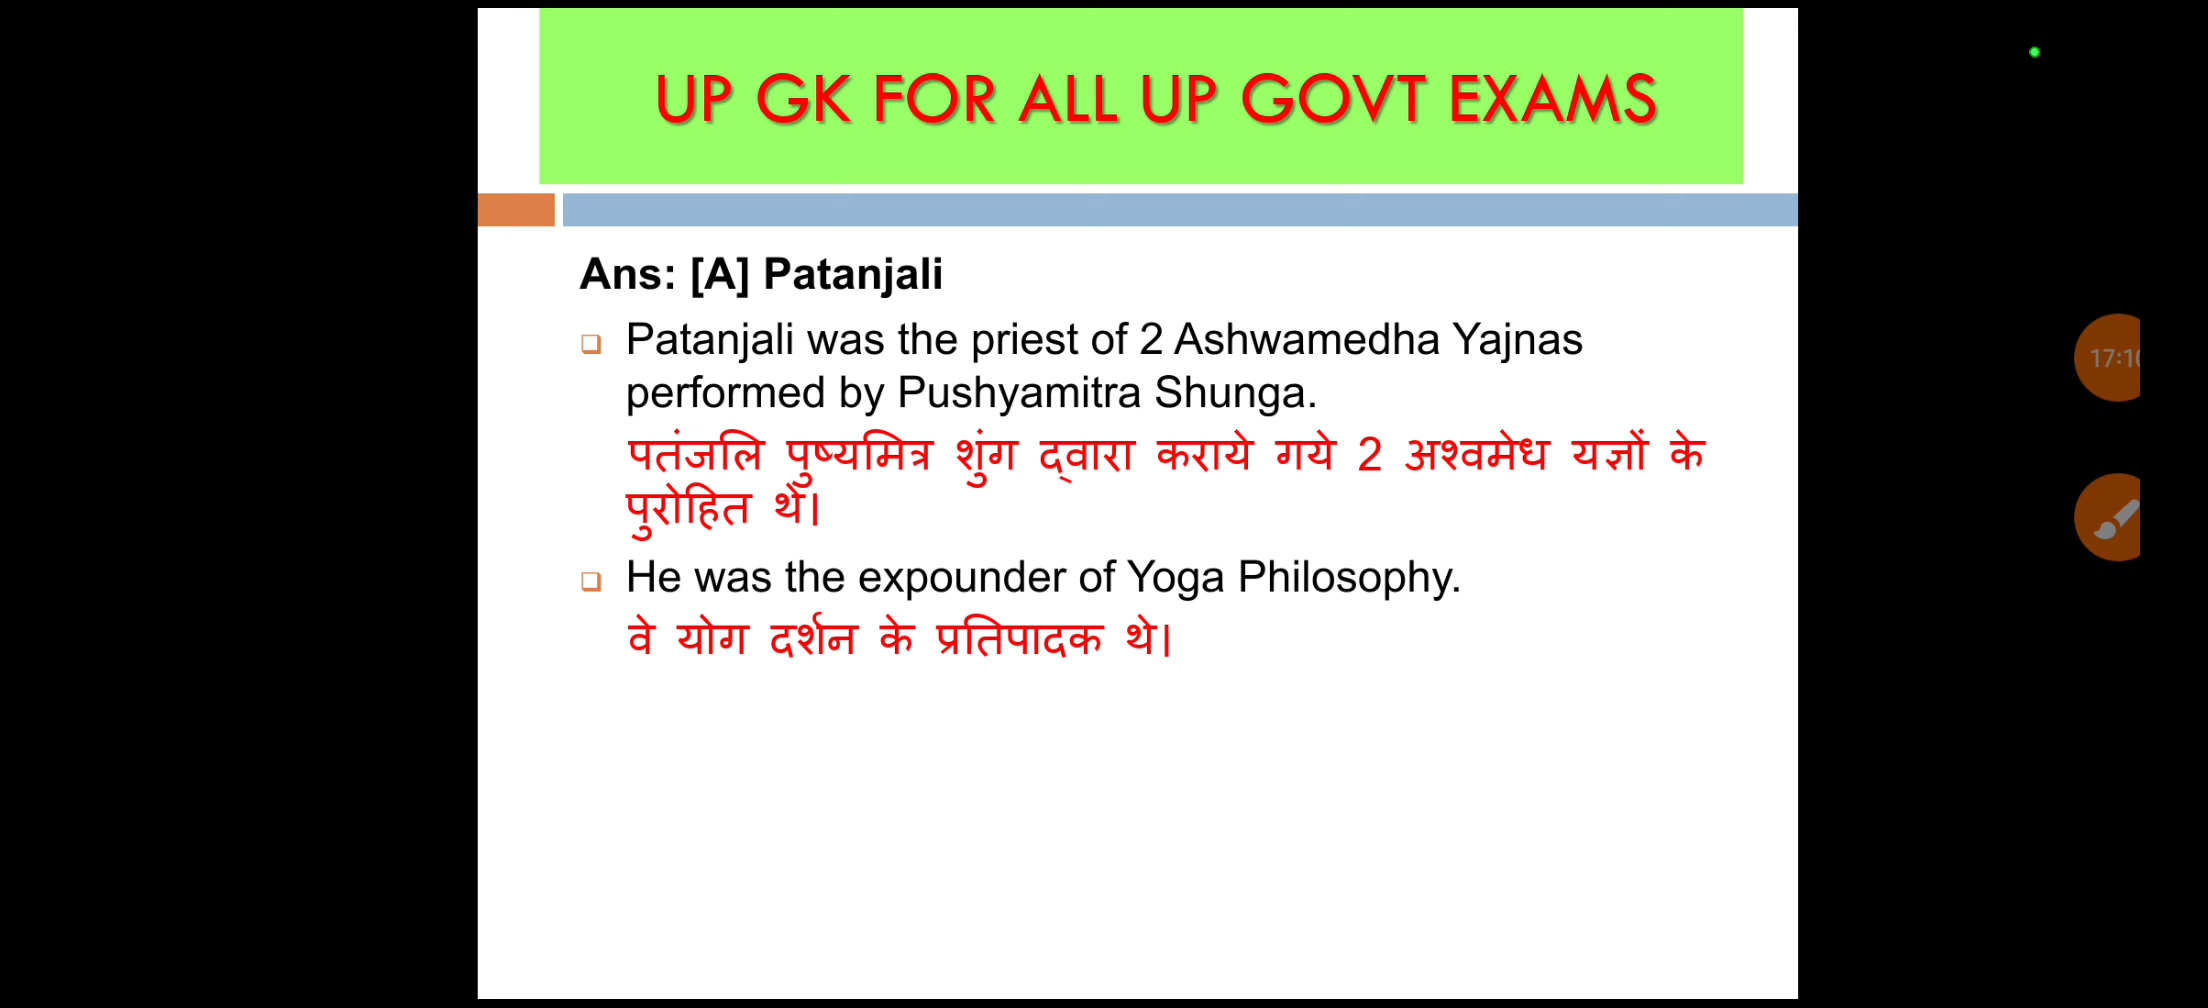 UP GK FOR ALL UP GOVT EXAMS
Ans: [A] Patanjali
Patanjali was the priest of 2 Ashwamedha Yajnas
performed by Pushyamitra Shunga.
पतंजलि पुष्यमित्र शुंग द्वारा कराये गये 2 अश्वमेध यज्ञों के
पुरोहित थे।
He was the expounder of Yoga Philosophy.
वे योग दर्शन के प्रतिपादक थे।